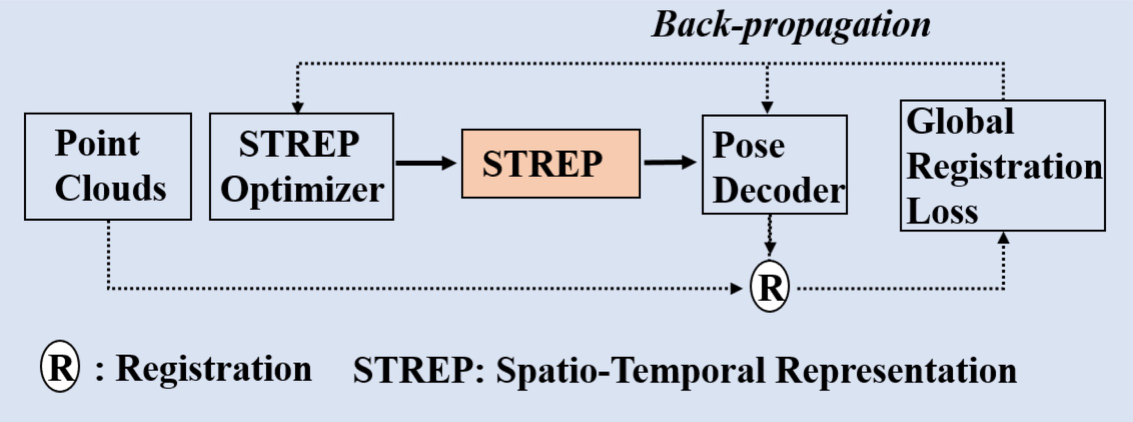 Back-propagation
Point
Clouds
STREP
Optimizer
STREP
Pose
Decoder
Global
Registration
Loss
R
R : Registration
STREP: Spatio-Temporal Representation